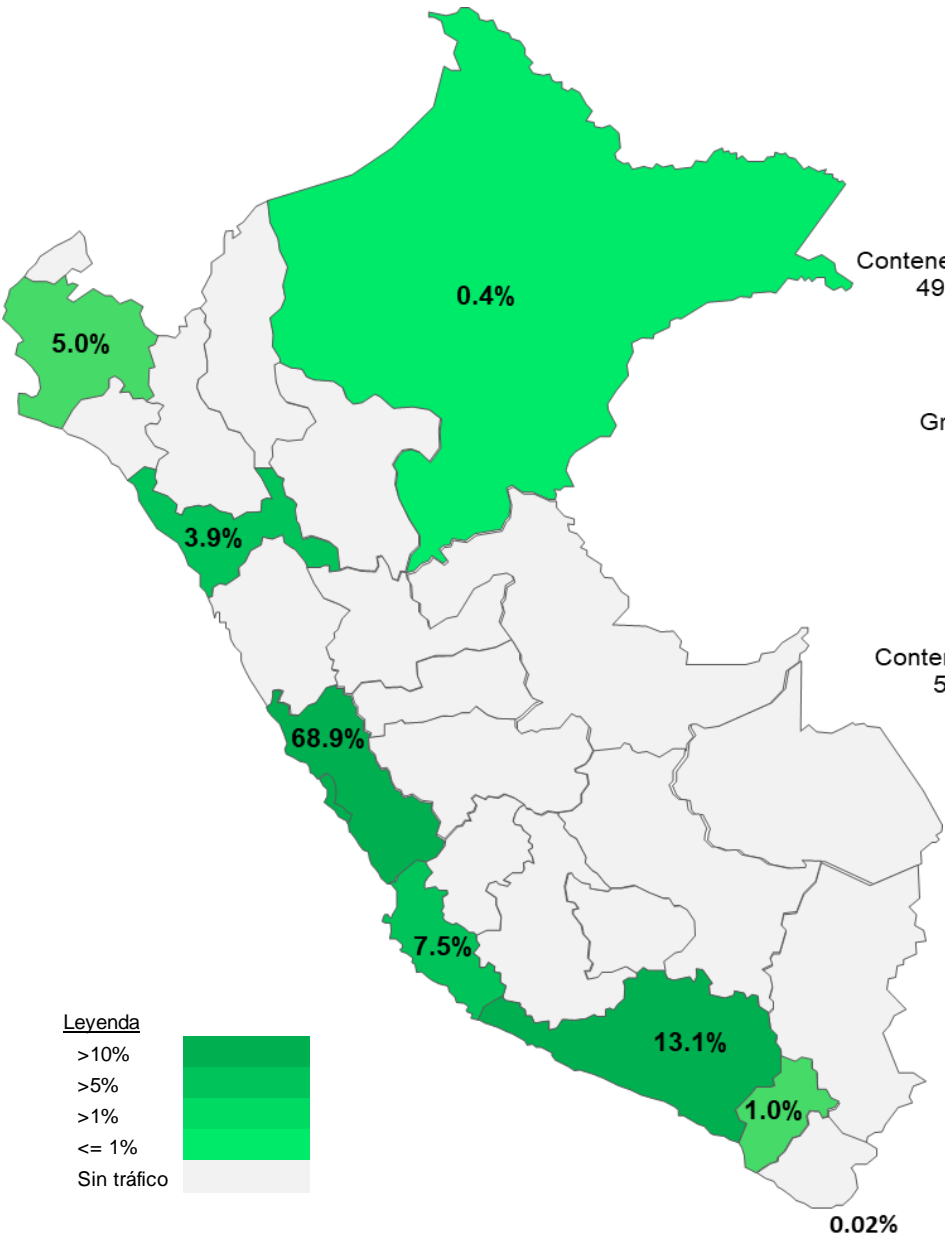 0.4%
Contene
49
5.0%
Gr
3.9%
Conter
5
68.9%
7.5%
Leyenda
>10%
>5%
>1%
<= 1%
Sin tráfico
13.1%
1.0%
0.02%